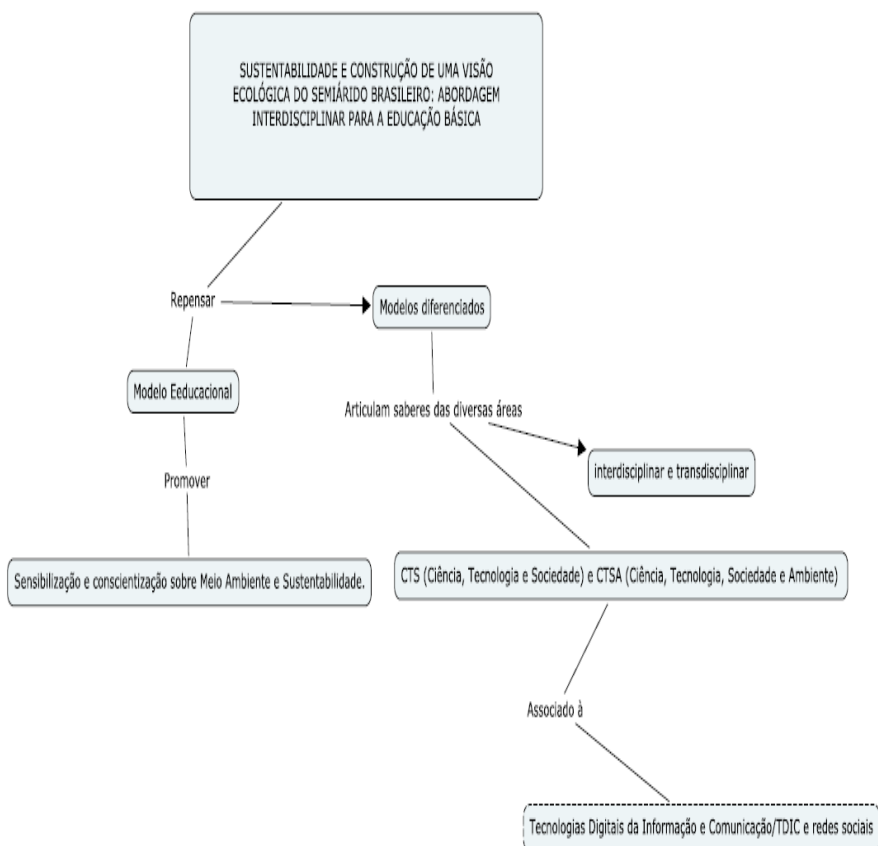 SUSTENTABILIDADE E CONSTRUÇÃO DE UMA VISÃO
ECOLÓGICA DO SEMIÁRIDO BRASILEIRO: ABORDAGEM
INTERDISCIPLINAR PARA A EDUCAÇÃO BÁSICA
Repensar
Modelos diferenciados
Modelo Eeducacional
Articulam saberes das diversas áreas
interdisciplinar e transdisciplinar
Promover
Sensibilização e conscientização sobre Meio Ambiente e Sustentabilidade.
CTS (Ciência, Tecnologia e Sociedade) e CTSA (Ciência, Tecnologia, Sociedade e Ambiente)
Associado à
Tecnologias Digitais da Informação e Comunicação/TDIC e redes sociais